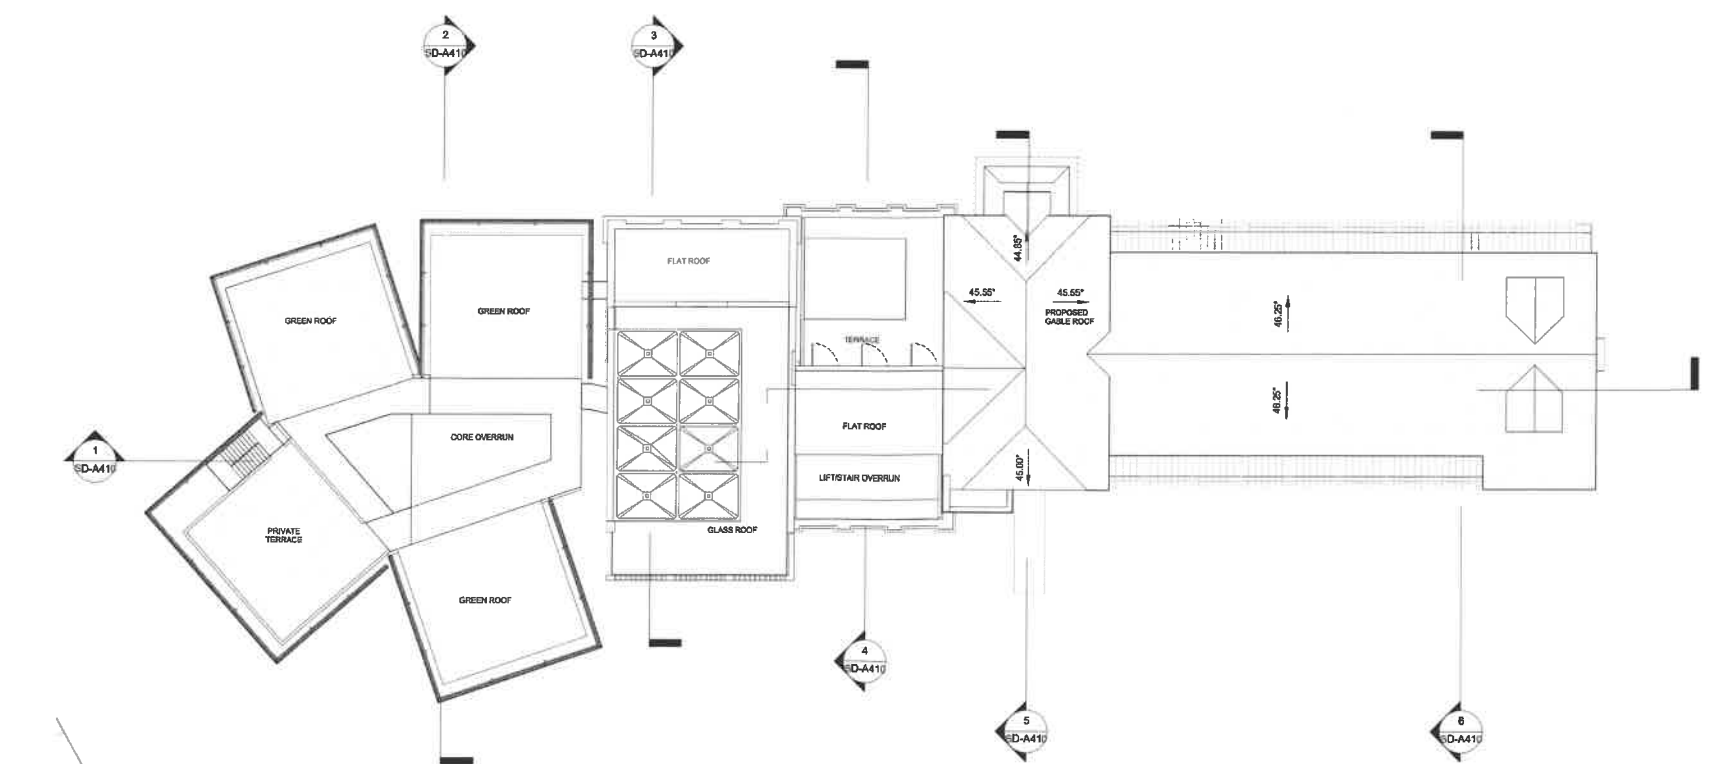 2
SD-A410
3
SD-A410
FLAT ROOF
44.85°
45.55°
45.55°
PROPOSED
GABLE ROOF
GREEN ROOF
GREEN ROOF
46.25°
TERRACE
46.25°
FLAT ROOF
CORE OVERRUN
1
SD-A410
45.00°
LIFT/STAIR OVERRUN
PRIVATE
TERRACE
GLASS ROOF
GREEN ROOF
4
SD-A410
5
SD-A410
6
SD-A410